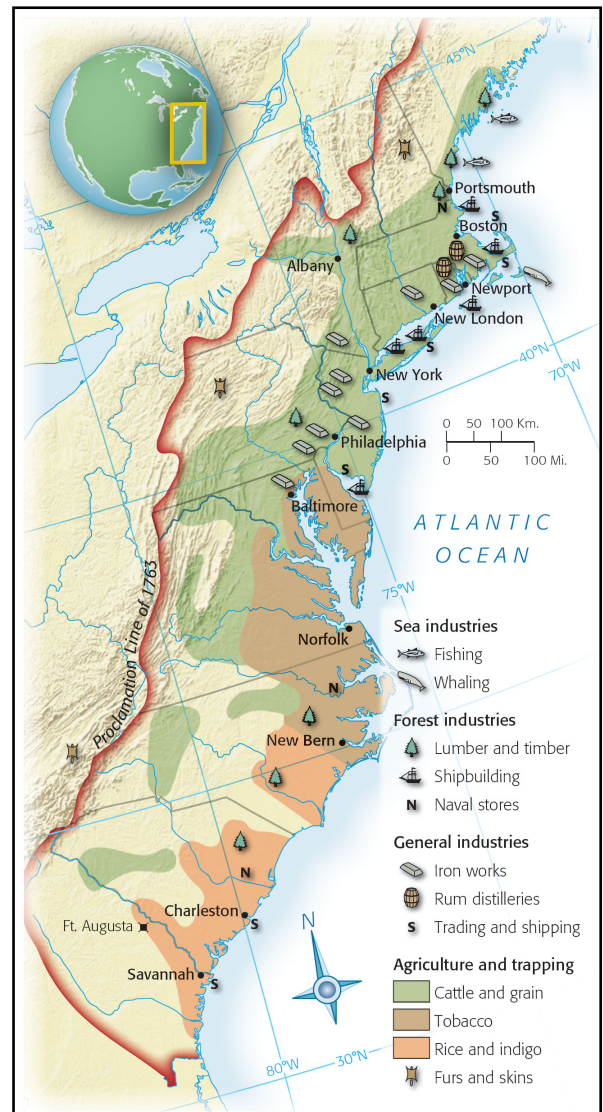 45°N
Portsmouth
N
S
Boston
S
Albany
Newport
New London
S
40°N
70°W
New York
S
0 50 100 Km.
0 50 100 Mi.
Philadelphia
S
Baltimore
ATLANTIC
OCEAN
75°W
Proclamation Line of 1763
Norfolk
N
New Bern
N
Charleston
S
Ft. Augusta
Savannah
S
N
80°W
30°N
Sea industries
Fishing
Whaling
Forest industries
Lumber and timber
Shipbuilding
N Naval stores
General industries
Iron works
Rum distilleries
S Trading and shipping
Agriculture and trapping
Cattle and grain
Tobacco
Rice and indigo
Furs and skins